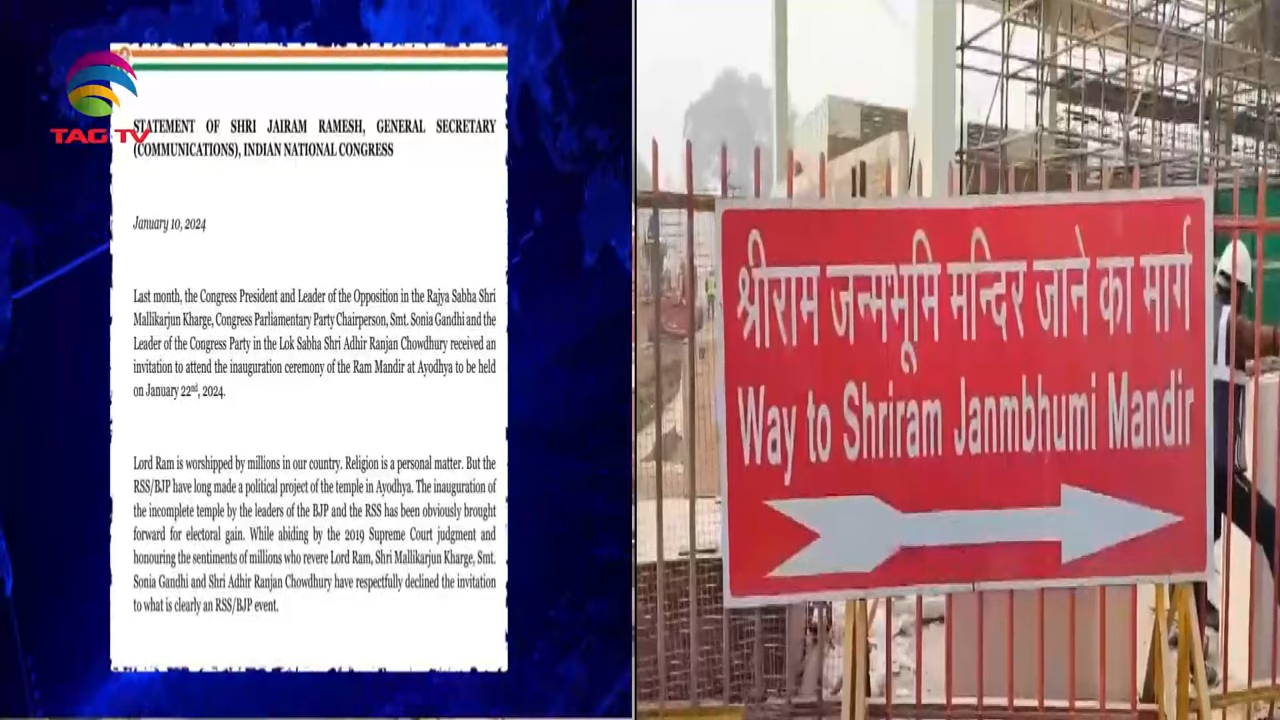 TAG TV
STATEMENT OF SHRI JAIRAM RAMESH, GENERAL SECRETARY
(COMMUNICATIONS), INDIAN NATIONAL CONGRESS
January 10, 2024
Last month, the Congress President and Leader of the Opposition in the Rajya Sabha Shri
Mallikarjun Kharge, Congress Parliamentary Party Chairperson, Smt. Sonia Gandhi and the
Leader of the Congress Party in the Lok Sabha Shri Adhir Ranjan Chowdhury received an
invitation to attend the inauguration ceremony of the Ram Mandir at Ayodhya to be held
on January 22nd, 2024.
Lord Ram is worshipped by millions in our country. Religion is a personal matter. But the
RSS/BJP have long made a political project of the temple in Ayodhya. The inauguration of
the incomplete temple by the leaders of the BJP and the RSS has been obviously brought
forward for electoral gain. While abiding by the 2019 Supreme Court judgment and
honouring the sentiments of millions who revere Lord Ram, Shri Mallikarjun Kharge, Smt.
Sonia Gandhi and Shri Adhir Ranjan Chowdhury have respectfully declined the invitation
to what is clearly an RSS/BJP event.
श्रीराम जन्मभूमि मन्दिर जाने का मार्ग
Way to Shriram Janmbhumi Mandir